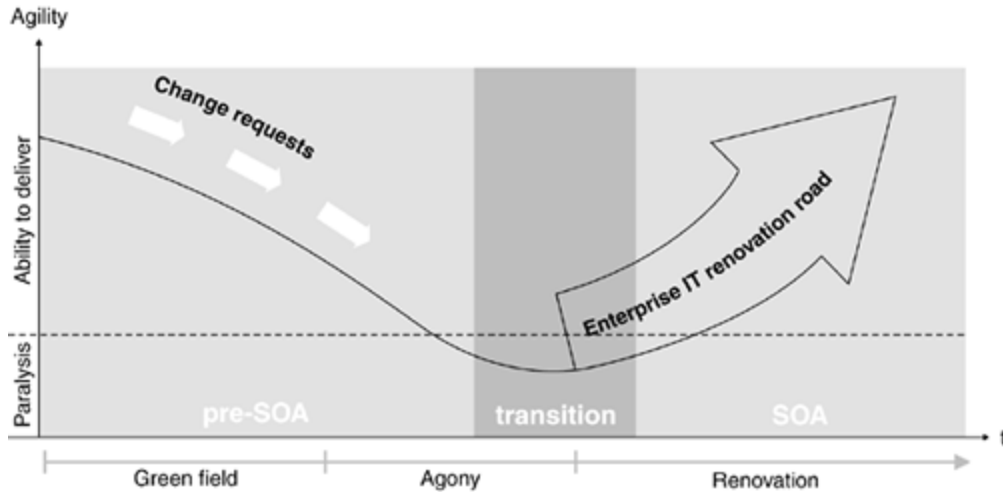 Agility
Change requests
Ability to deliver
Enterprise IT renovation road
Paralysis
pre-SOA
transition
SOA
t
Green field
Agony
Renovation